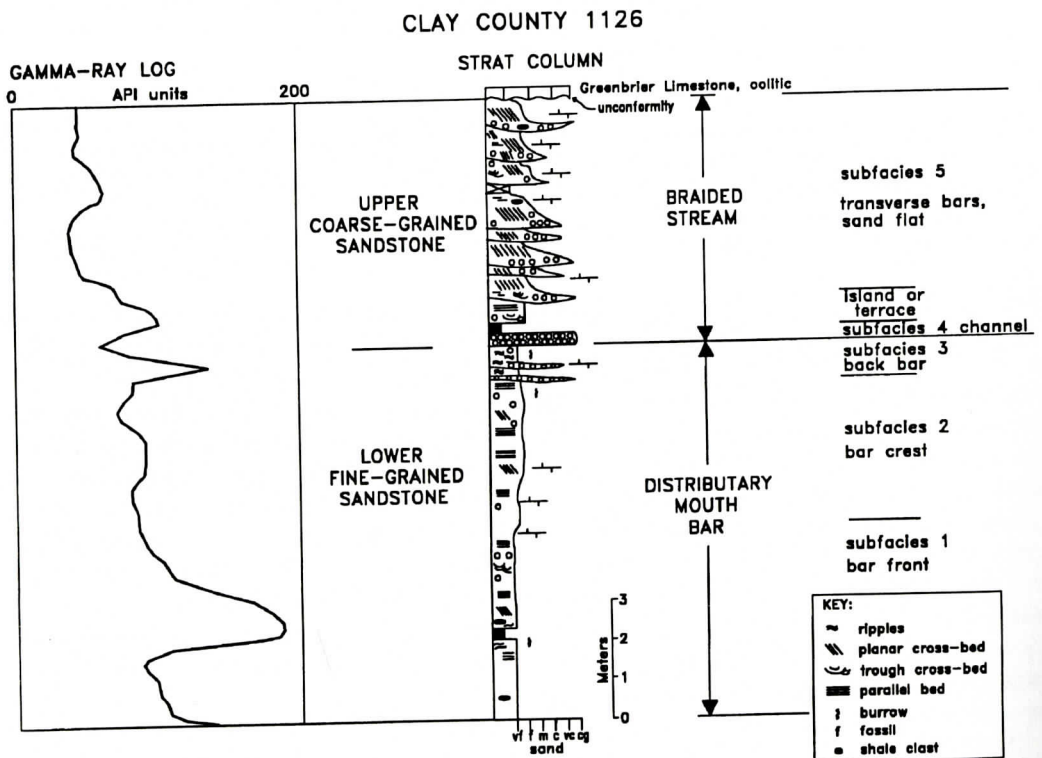 CLAY COUNTY 1126
GAMMA-RAY LOG
0 API units 200
STRAT COLUMN
Greenbrier Limestone, oolitic
unconformity
UPPER
COARSE-GRAINED
SANDSTONE
BRAIDED
STREAM
subfacies 5
transverse bars,
sand flat
island or
terrace
subfacies 4 channel
subfacies 3
back bar
LOWER
FINE-GRAINED
SANDSTONE
DISTRIBUTARY
MOUTH
BAR
subfacies 2
bar crest
subfacies 1
bar front
3
2
1
0
Meters
vf f m c vc cg
sand
KEY:
ripples
planar cross-bed
trough cross-bed
parallel bed
burrow
f fossil
shale clast